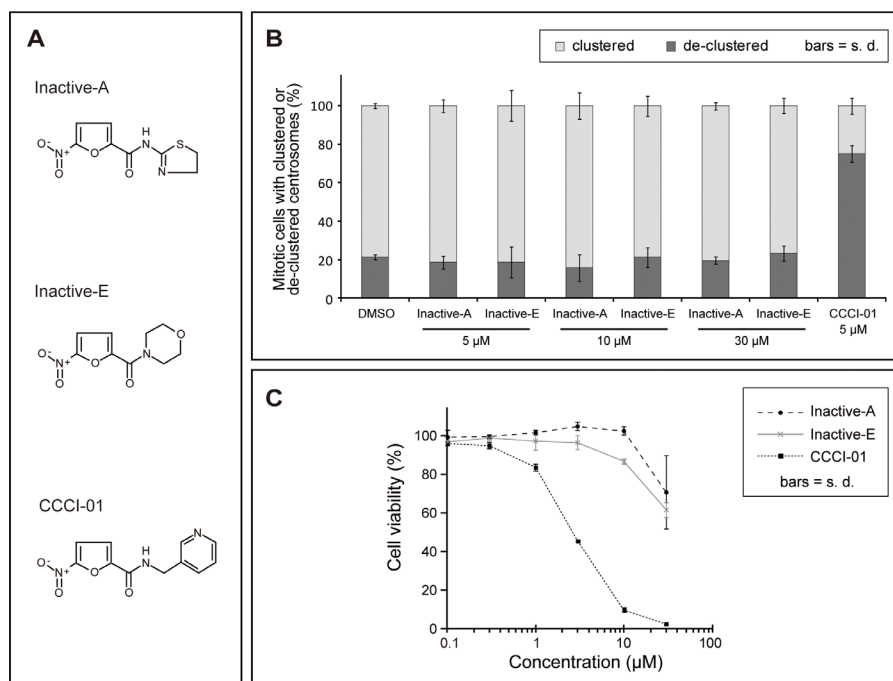 A
Inactive-A
O-
N+
O
O
O
H
N
S
N
Inactive-E
O-
N+
O
O
O
N
O
CCCI-01
O-
N+
O
O
O
H
N
N
B
clustered de-clustered bars = s. d.
Mitotic cells with clustered or
de-clustered centrosomes (%)
100
80
60
40
20
0
DMSO Inactive-A Inactive-E Inactive-A Inactive-E Inactive-A Inactive-E CCCI-01
5 µM 10 µM 30 µM 5 µM
C
Inactive-A
Inactive-E
CCCI-01
bars = s. d.
Cell viability (%)
100
80
60
40
20
0
0.1 1 10 100
Concentration (µM)